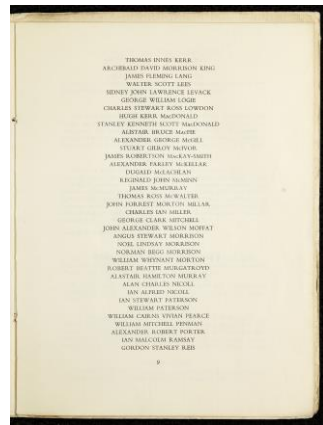 THOMAS INNES KERR
ARCHIBALD DAVID MORRISON KING
JAMES FLEMING LANG
WALTER SCOTT LEES
SIDNEY JOHN LAWRENCE LEVACK
GEORGE WILLIAM LOGIE
CHARLES STEWART ROSS LOWDON
HUGH KERR MacDONALD
STANLEY KENNETH SCOTT MacDONALD
ALISTAIR BRUCE MacPIE
ALEXANDER GEORGE McGILL
STUART GILROY McIVOR
JAMES ROBERTSON MacKAY-SMITH
ALEXANDER FARLEY McKELLAR
DUGALD McLACHLAN
REGINALD JOHN McMINN
JAMES McMURRAY
THOMAS ROSS McWALTER
JOHN FORREST MORTON MILLAR
CHARLES IAN MILLER
GEORGE CLARK MITCHELL
JOHN ALEXANDER WILSON MOFFAT
ANGUS STEWART MORRISON
NOEL LINDSAY MORRISON
NORMAN BEGG MORRISON
WILLIAM WHYNANT MORTON
ROBERT BEATTIE MURGATROYD
ALASTAIR HAMILTON MURRAY
ALAN CHARLES NICOLL
IAN ALFRED NICOLL
IAN STEWART PATERSON
WILLIAM PATERSON
WILLIAM CAIRNS VIVIAN PEARCE
WILLIAM MITCHELL PENMAN
ALEXANDER ROBERT PORTER
IAN MALCOLM RAMSAY
GORDON STANLEY REIS